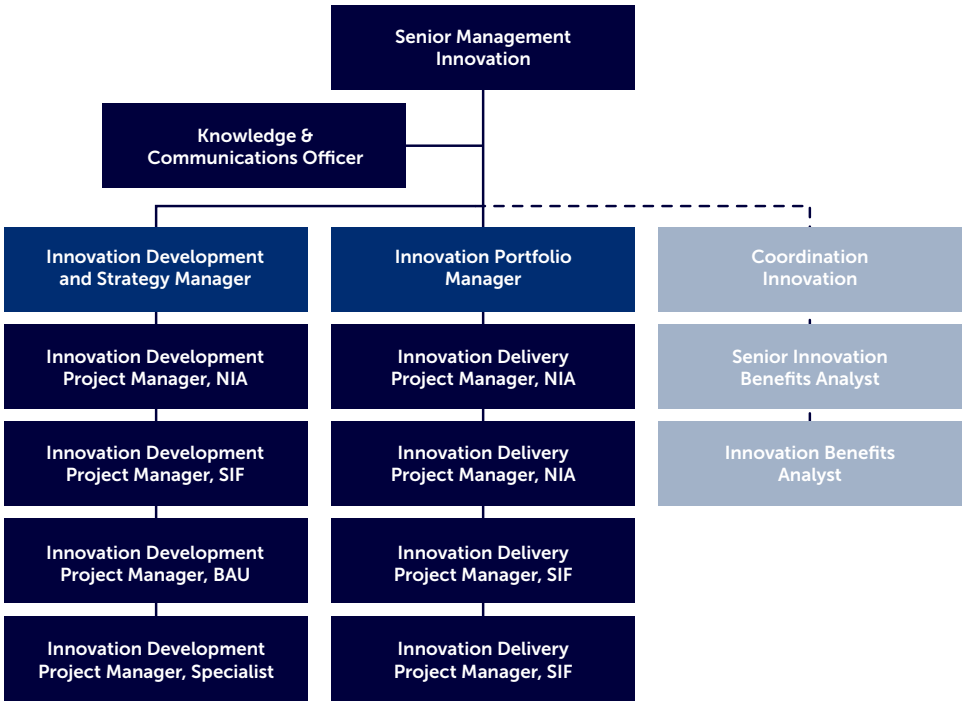 Senior Management
Innovation
Knowledge &
Communications Officer
Innovation Development
and Strategy Manager
Innovation Portfolio
Manager
Coordination
Innovation
Innovation Development
Project Manager, NIA
Innovation Delivery
Project Manager, NIA
Senior Innovation
Benefits Analyst
Innovation Development
Project Manager, SIF
Innovation Delivery
Project Manager, NIA
Innovation Benefits
Analyst
Innovation Development
Project Manager, BAU
Innovation Delivery
Project Manager, SIF
Innovation Development
Project Manager, Specialist
Innovation Delivery
Project Manager, SIF